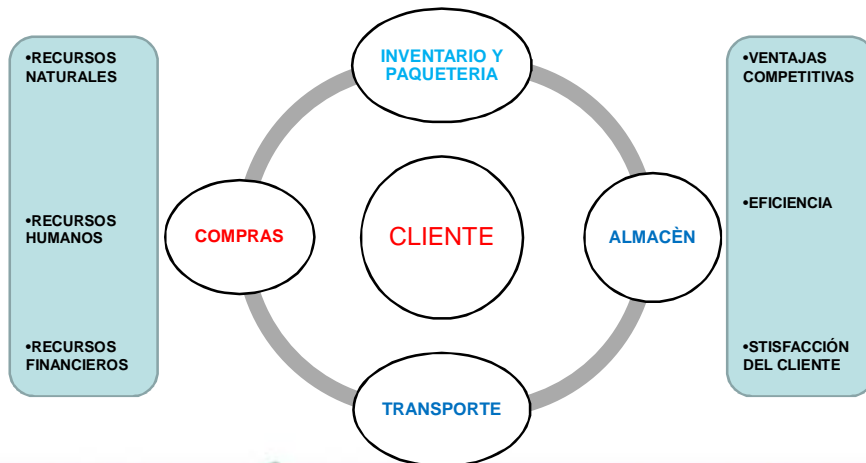 •RECURSOS
NATURALES
•RECURSOS
HUMANOS
•RECURSOS
FINANCIEROS
INVENTARIO Y
PAQUETERIA
COMPRAS
CLIENTE
ALMACÈN
TRANSPORTE
•VENTAJAS
COMPETITIVAS
•EFICIENCIA
•STISFACCIÓN
DEL CLIENTE